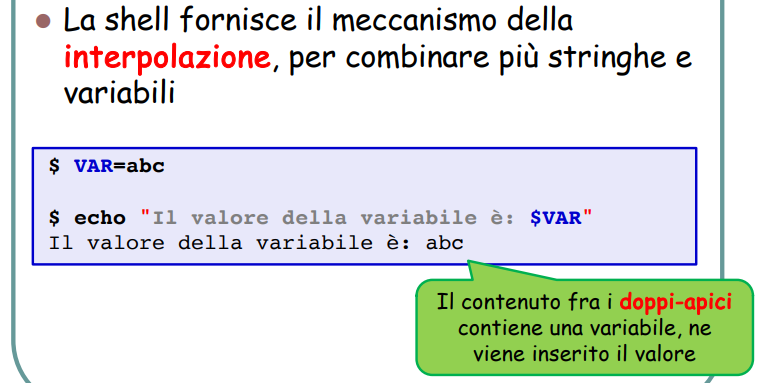 La shell fornisce il meccanismo della
interpolazione, per combinare più stringhe e
variabili
$ VAR=abc
$ echo "Il valore della variabile è: $VAR"
Il valore della variabile è: abc
Il contenuto fra i doppi-apici
contiene una variabile, ne
viene inserito il valore